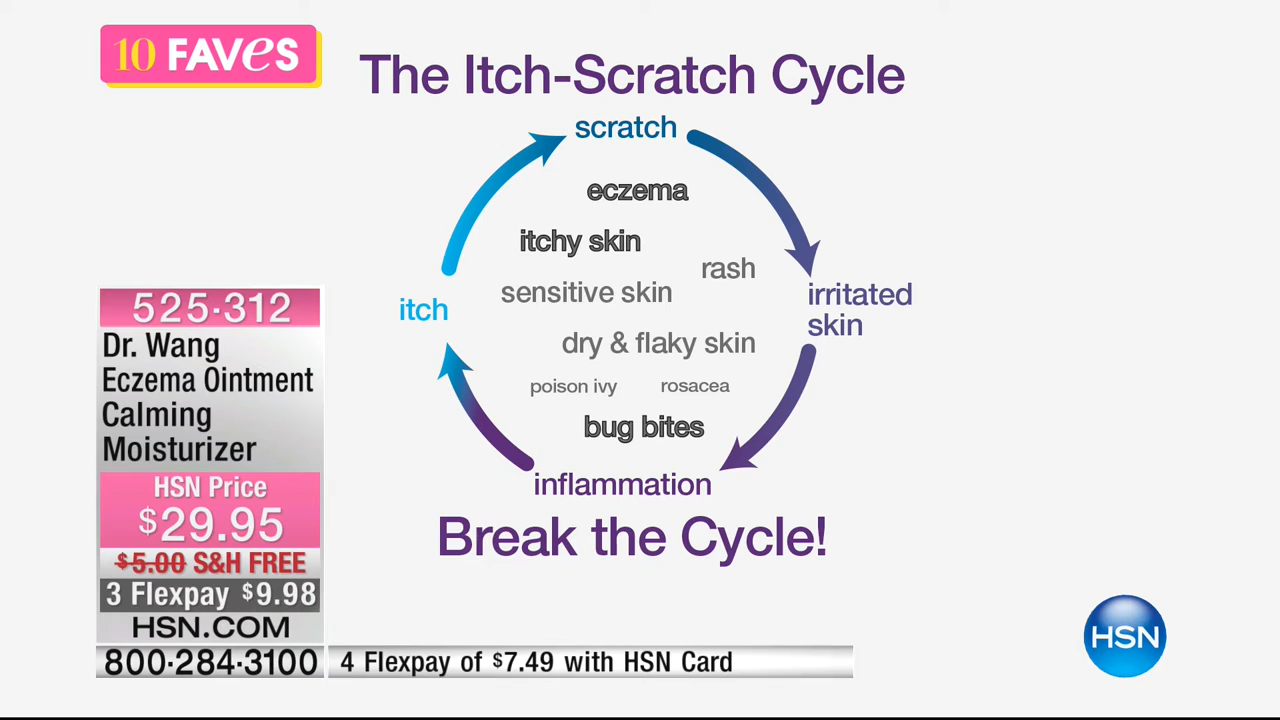 10 FAVeS
The Itch-Scratch Cycle
scratch
eczema
itchy skin
rash
sensitive skin
irritated
skin
itch
dry & flaky skin
poison ivy
rosacea
bug bites
inflammation
Break the Cycle!
525·312
Dr. Wang
Eczema Ointment
Calming
Moisturizer
HSN Price
$29.95
$5.00 S&H FREE
3 Flexpay $9.98
HSN.COM
800·284·3100
4 Flexpay of $7.49 with HSN Card
HSN